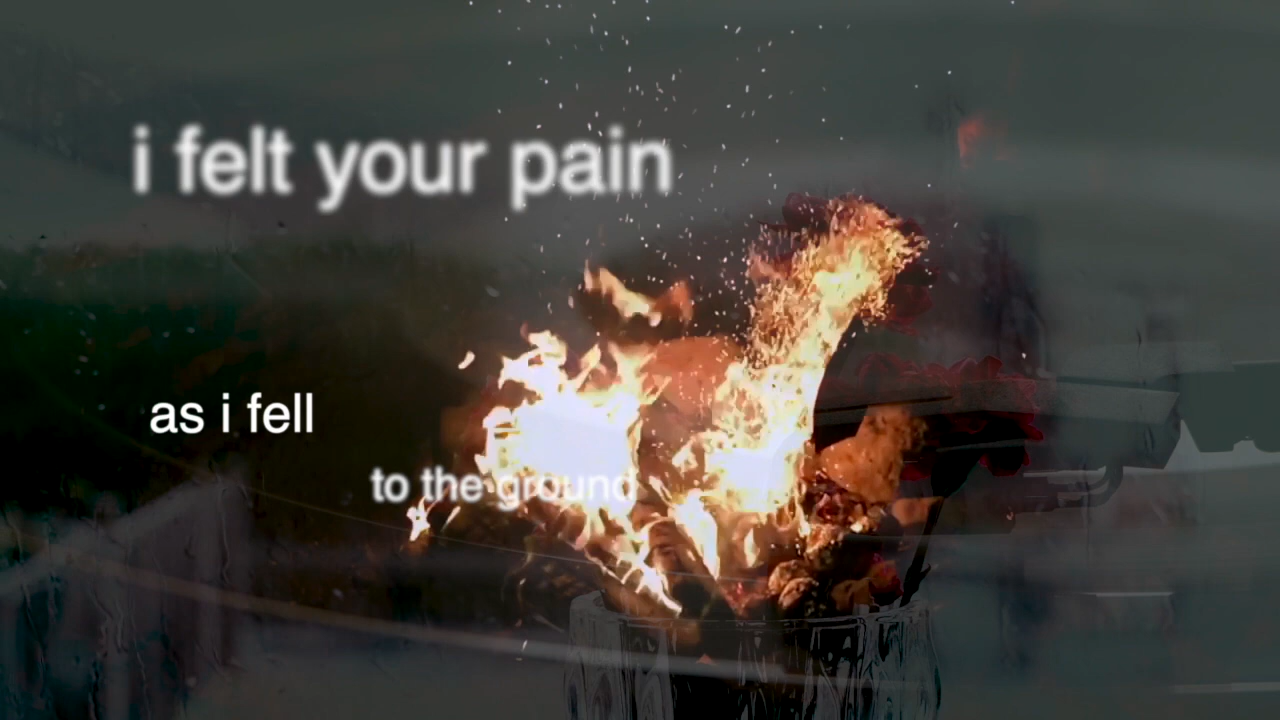 i felt your pain
as i fell
to the ground